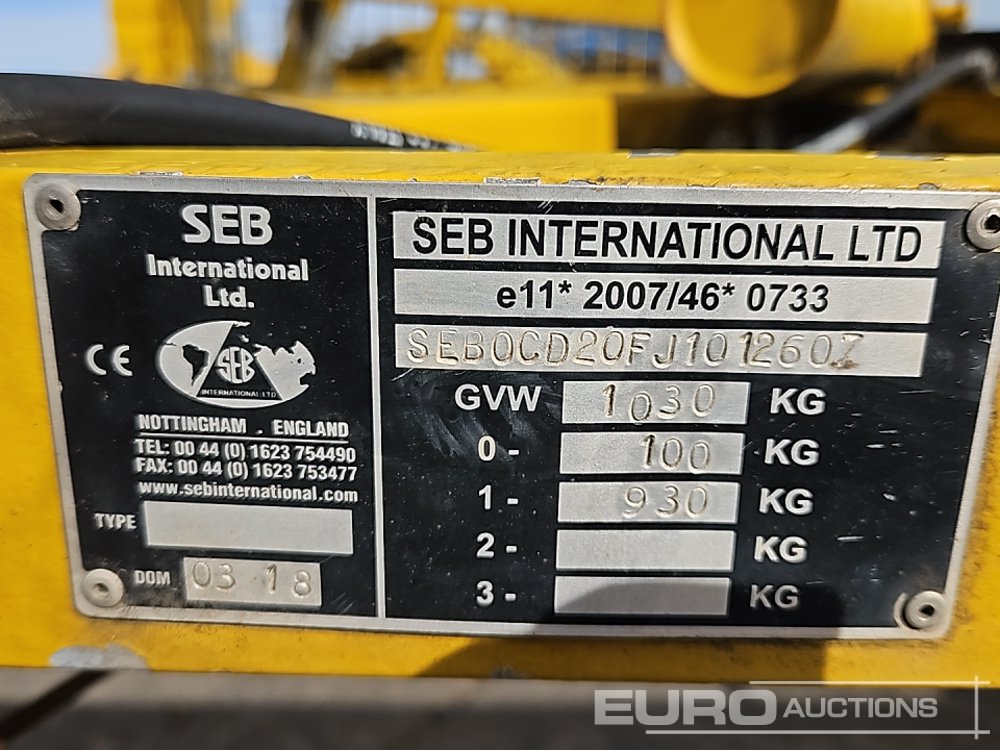 SEB
International
Ltd.
CE
SEB
INTERNATIONAL LTD
NOTTINGHAM . ENGLAND
TEL: 00 44 (0) 1623 754490
FAX: 00 44 (0) 1623 753477
www.sebinternational.com
TYPE
DOM 03 18
SEB INTERNATIONAL LTD
e11* 2007/46* 0733
SEB0CD20FJ1012607
GVW 1030 KG
0- 100 KG
1- 930 KG
2- KG
3- KG
EURO AUCTIONS